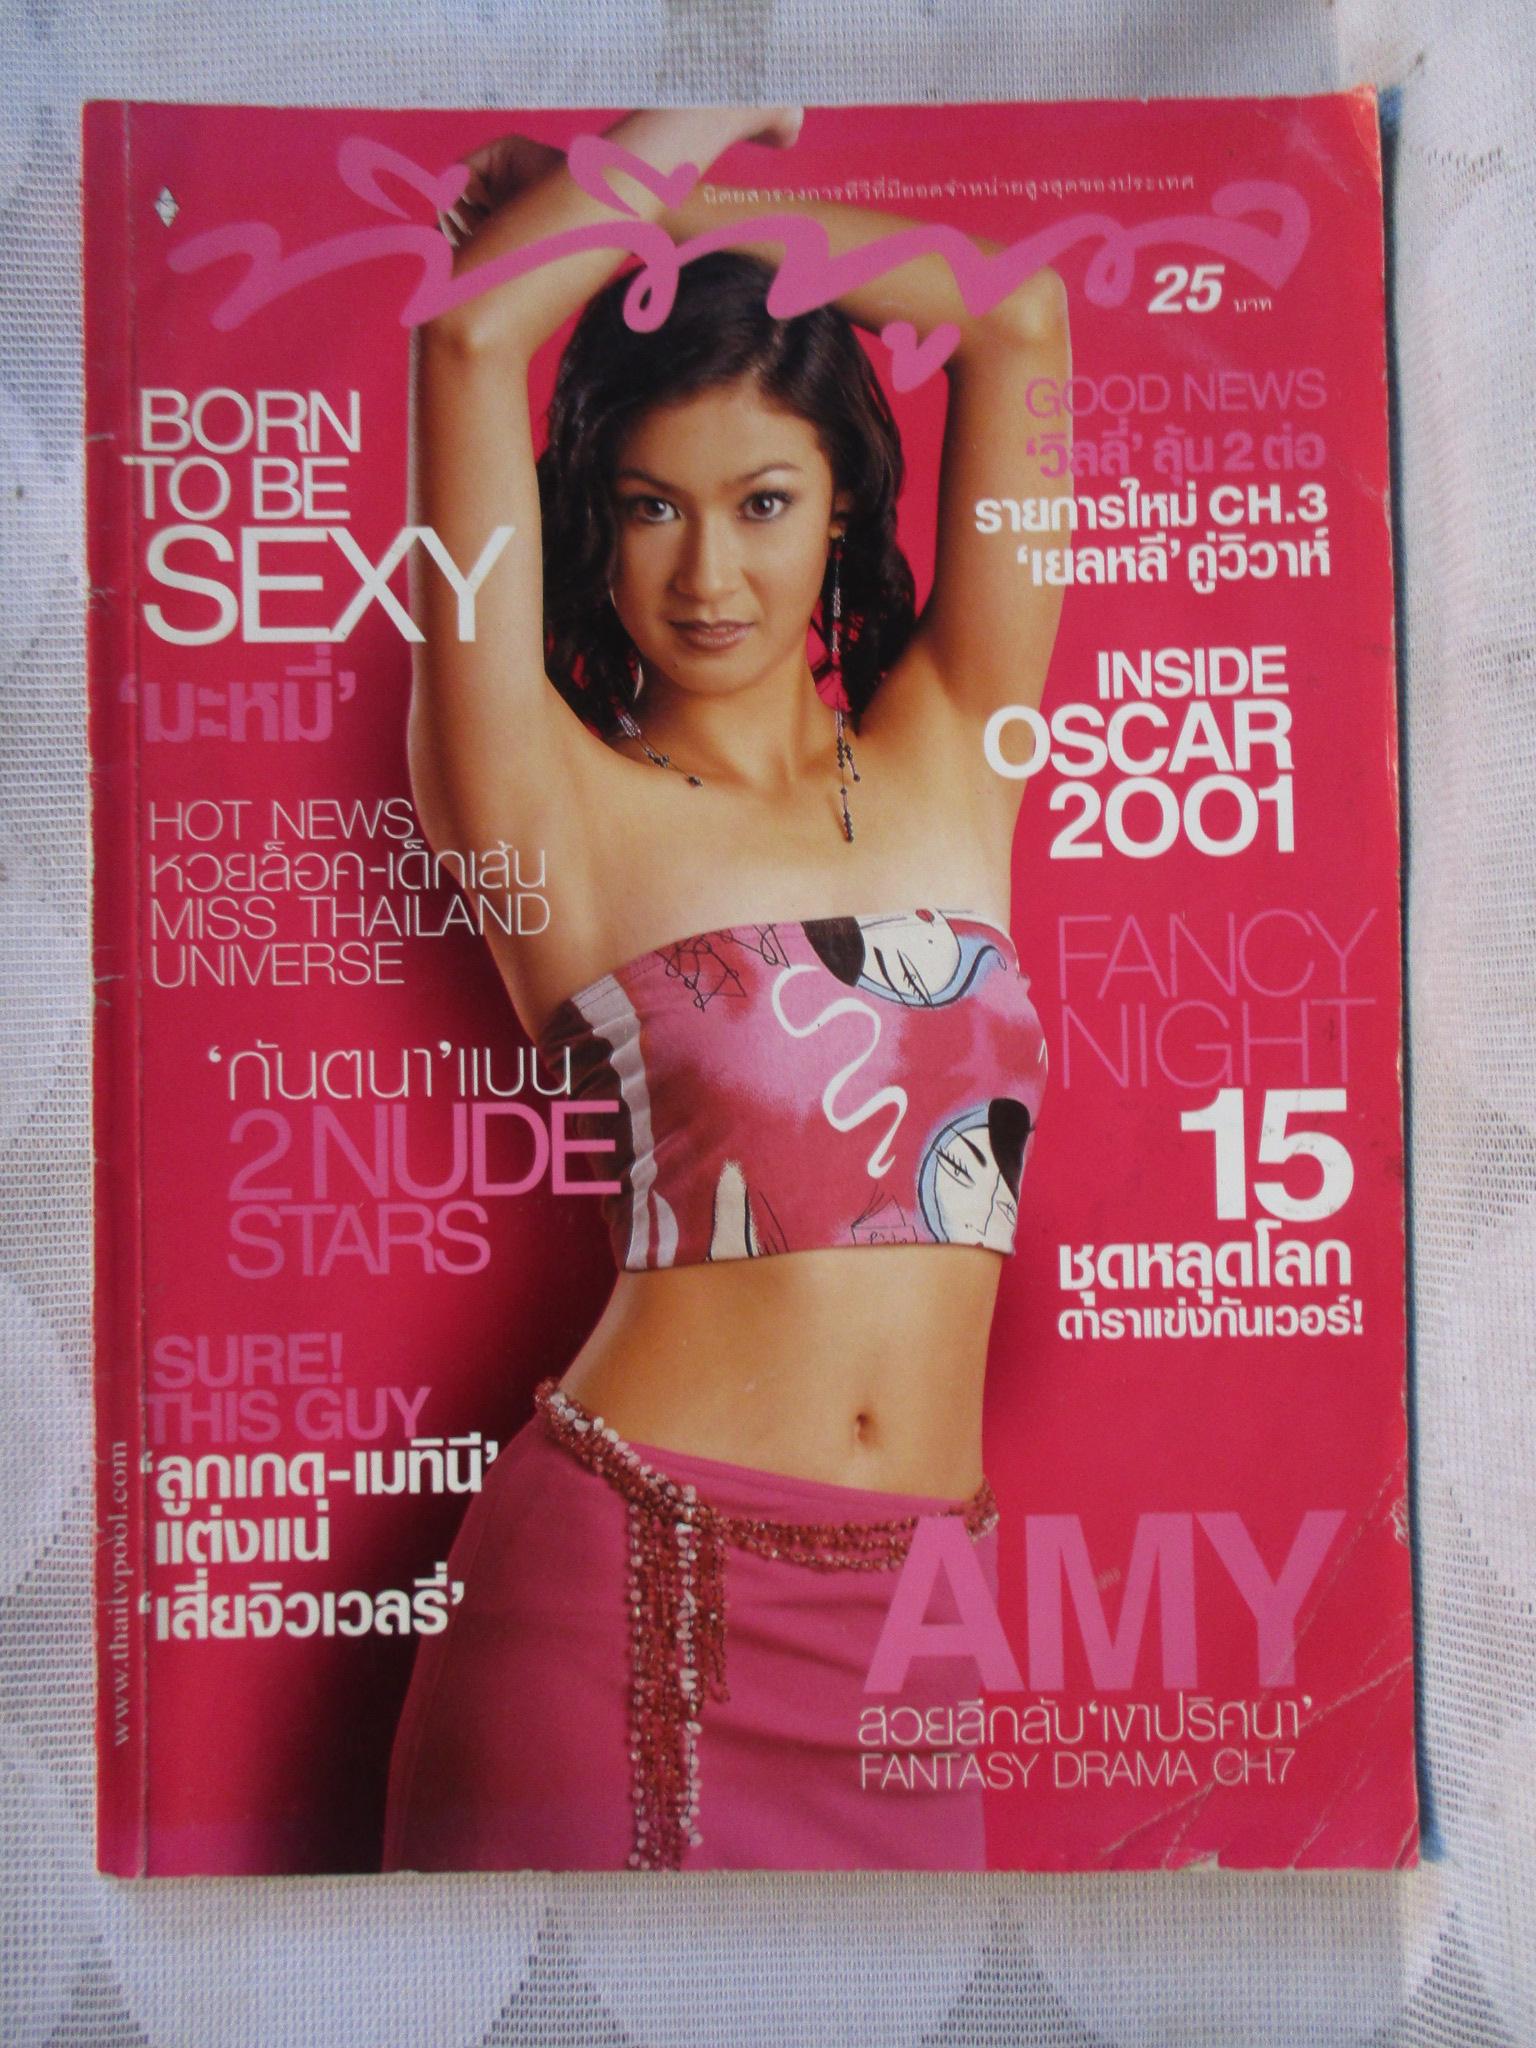 นิตยสารวงการทีวีที่มียอดจำหน่ายสูงสุดของประเทศ
ทีวีพูล
25 บาท
BORN
TO BE
SEXY
'มะหมี่'
HOT NEWS
หวยล็อค-เด็กเส้น
MISS THAILAND
UNIVERSE
'กันตนา' แบน
2 NUDE
STARS
SURE!
THIS GUY
'ลูกเกด-เมทินี'
แต่งแน่
'เสี่ยจิวเวลรี่'
www.thaitvpool.com
GOOD NEWS
'วิลลี่' ลุ้น 2 ต่อ
รายการใหม่ CH.3
'เยลหลี' คู่วิวาห์
INSIDE
OSCAR
2001
FANCY
NIGHT
15
ชุดหลุดโลก
ดาราแข่งกันเวอร์!
AMY
สวยลึกลับ 'เงาปริศนา'
FANTASY DRAMA CH.7